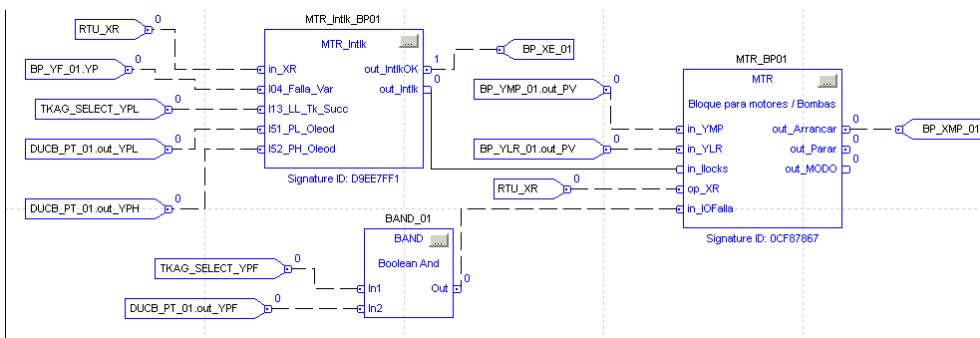 MTR_Intlk_BP01
MTR_Intlk
...
RTU_XR
0
in_XR
out_IntlkOK
1
BP_XE_01
0
BP_YF_01.YP
0
I04_Falla_Var
out_Intlk
0
TKAG_SELECT_YPL
0
I13_LL_Tk_Succ
DUCB_PT_01.out_YPL
0
I51_PL_Oleod
I52_PH_Oleod
Signature ID: D9EE7FF1
DUCB_PT_01.out_YPH
0
MTR_BP01
MTR
...
Bloque para motores / Bombas
BP_YMP_01.out_PV
0
in_YMP
out_Arrancar
0
BP_XMP_01
0
BP_YLR_01.out_PV
0
in_YLR
out_Parar
0
in_Ilocks
out_MODO
0
RTU_XR
0
op_XR
in_IOFalla
Signature ID: 0CF87867
BAND_01
BAND
...
Boolean And
TKAG_SELECT_YPF
0
In1
Out
0
DUCB_PT_01.out_YPF
0
In2